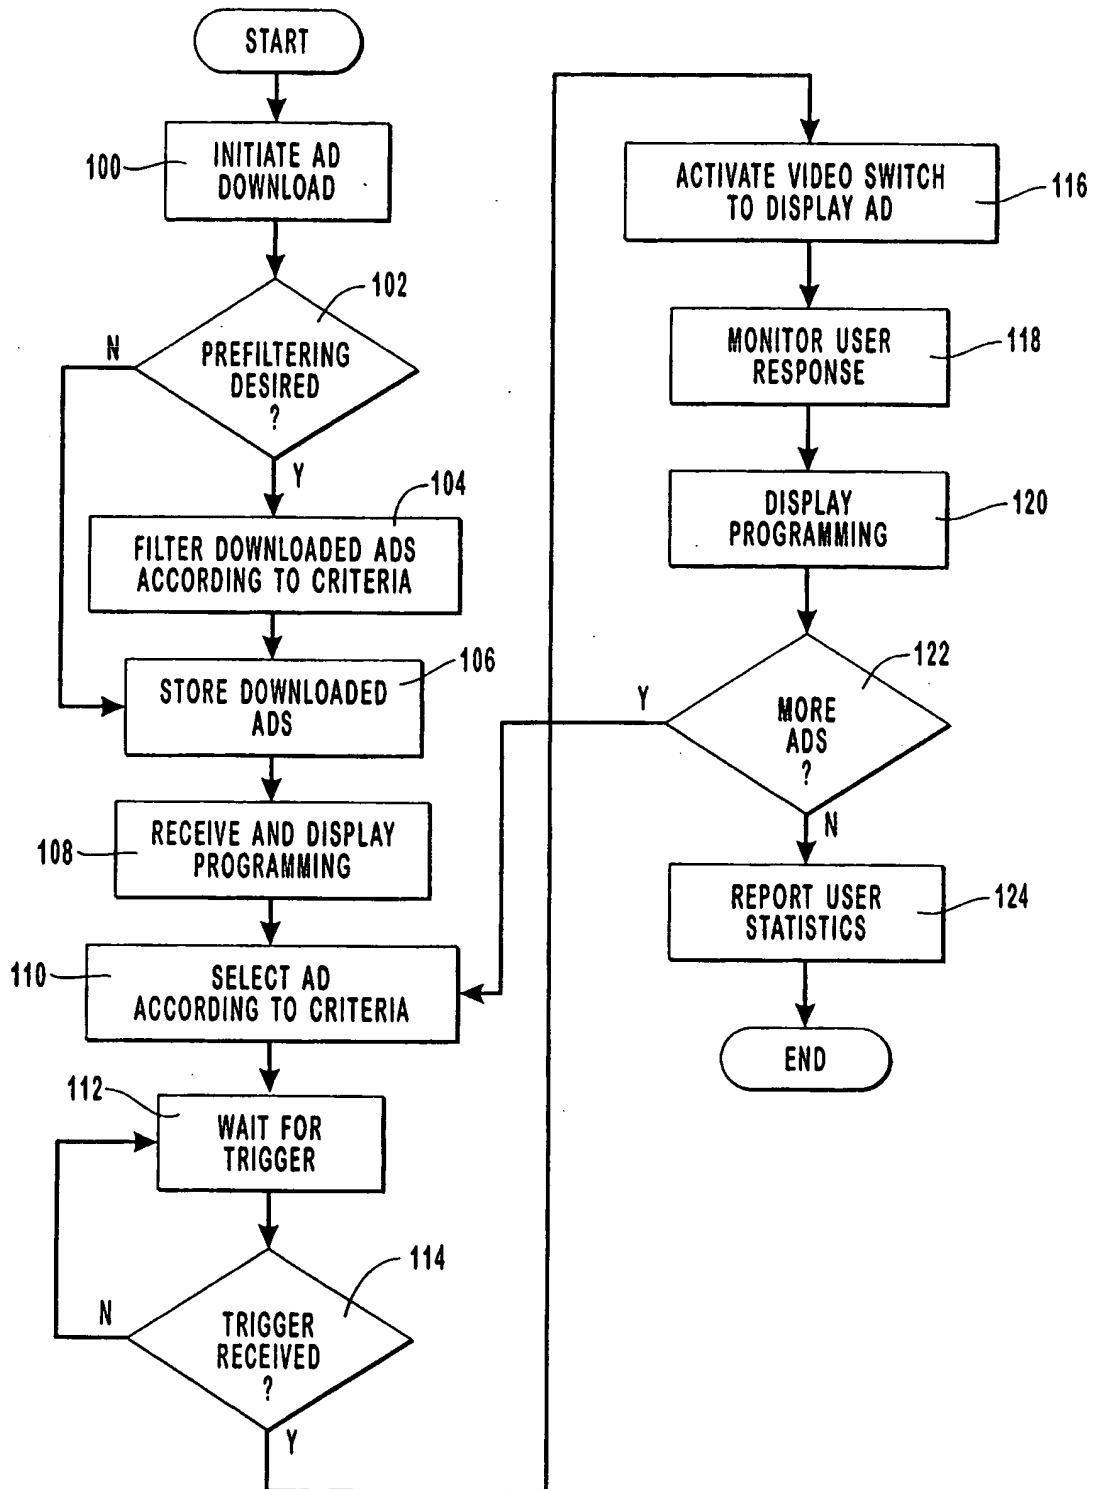 START
100
INITIATE AD
DOWNLOAD
102
N
PREFILTERING
DESIRED
?
Y
104
FILTER DOWNLOADED ADS
ACCORDING TO CRITERIA
106
STORE DOWNLOADED
ADS
108
RECEIVE AND DISPLAY
PROGRAMMING
110
SELECT AD
ACCORDING TO CRITERIA
112
WAIT FOR
TRIGGER
114
N
TRIGGER
RECEIVED
?
Y
ACTIVATE VIDEO SWITCH
TO DISPLAY AD
116
MONITOR USER
RESPONSE
118
DISPLAY
PROGRAMMING
120
122
Y
MORE
ADS
?
N
REPORT USER
STATISTICS
124
END